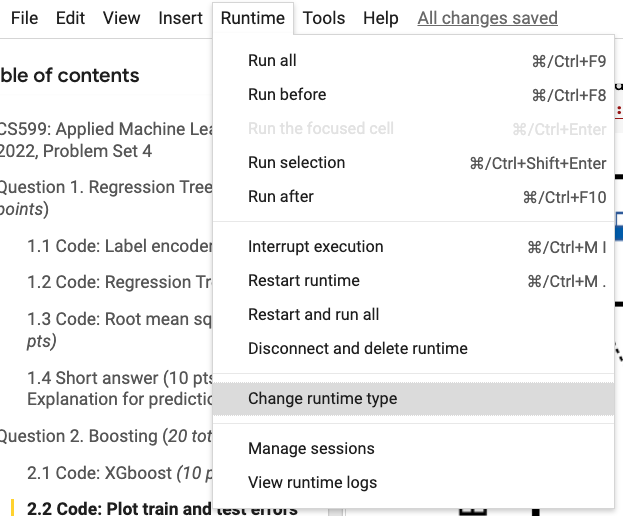 File Edit View Insert Runtime Tools Help All changes saved
ble of contents
CS599: Applied Machine Lea
2022, Problem Set 4
Question 1. Regression Tree
points)
1.1 Code: Label encoder
1.2 Code: Regression Tr
1.3 Code: Root mean sq
pts)
1.4 Short answer (10 pts
Explanation for predictio
Question 2. Boosting (20 tot
2.1 Code: XGboost (10 p
2.2 Code: Plot train and test errors
Run all ⌘/Ctrl+F9
Run before ⌘/Ctrl+F8
Run the focused cell ⌘/Ctrl+Enter
Run selection ⌘/Ctrl+Shift+Enter
Run after ⌘/Ctrl+F10
Interrupt execution ⌘/Ctrl+M I
Restart runtime ⌘/Ctrl+M .
Restart and run all
Disconnect and delete runtime
Change runtime type
Manage sessions
View runtime logs